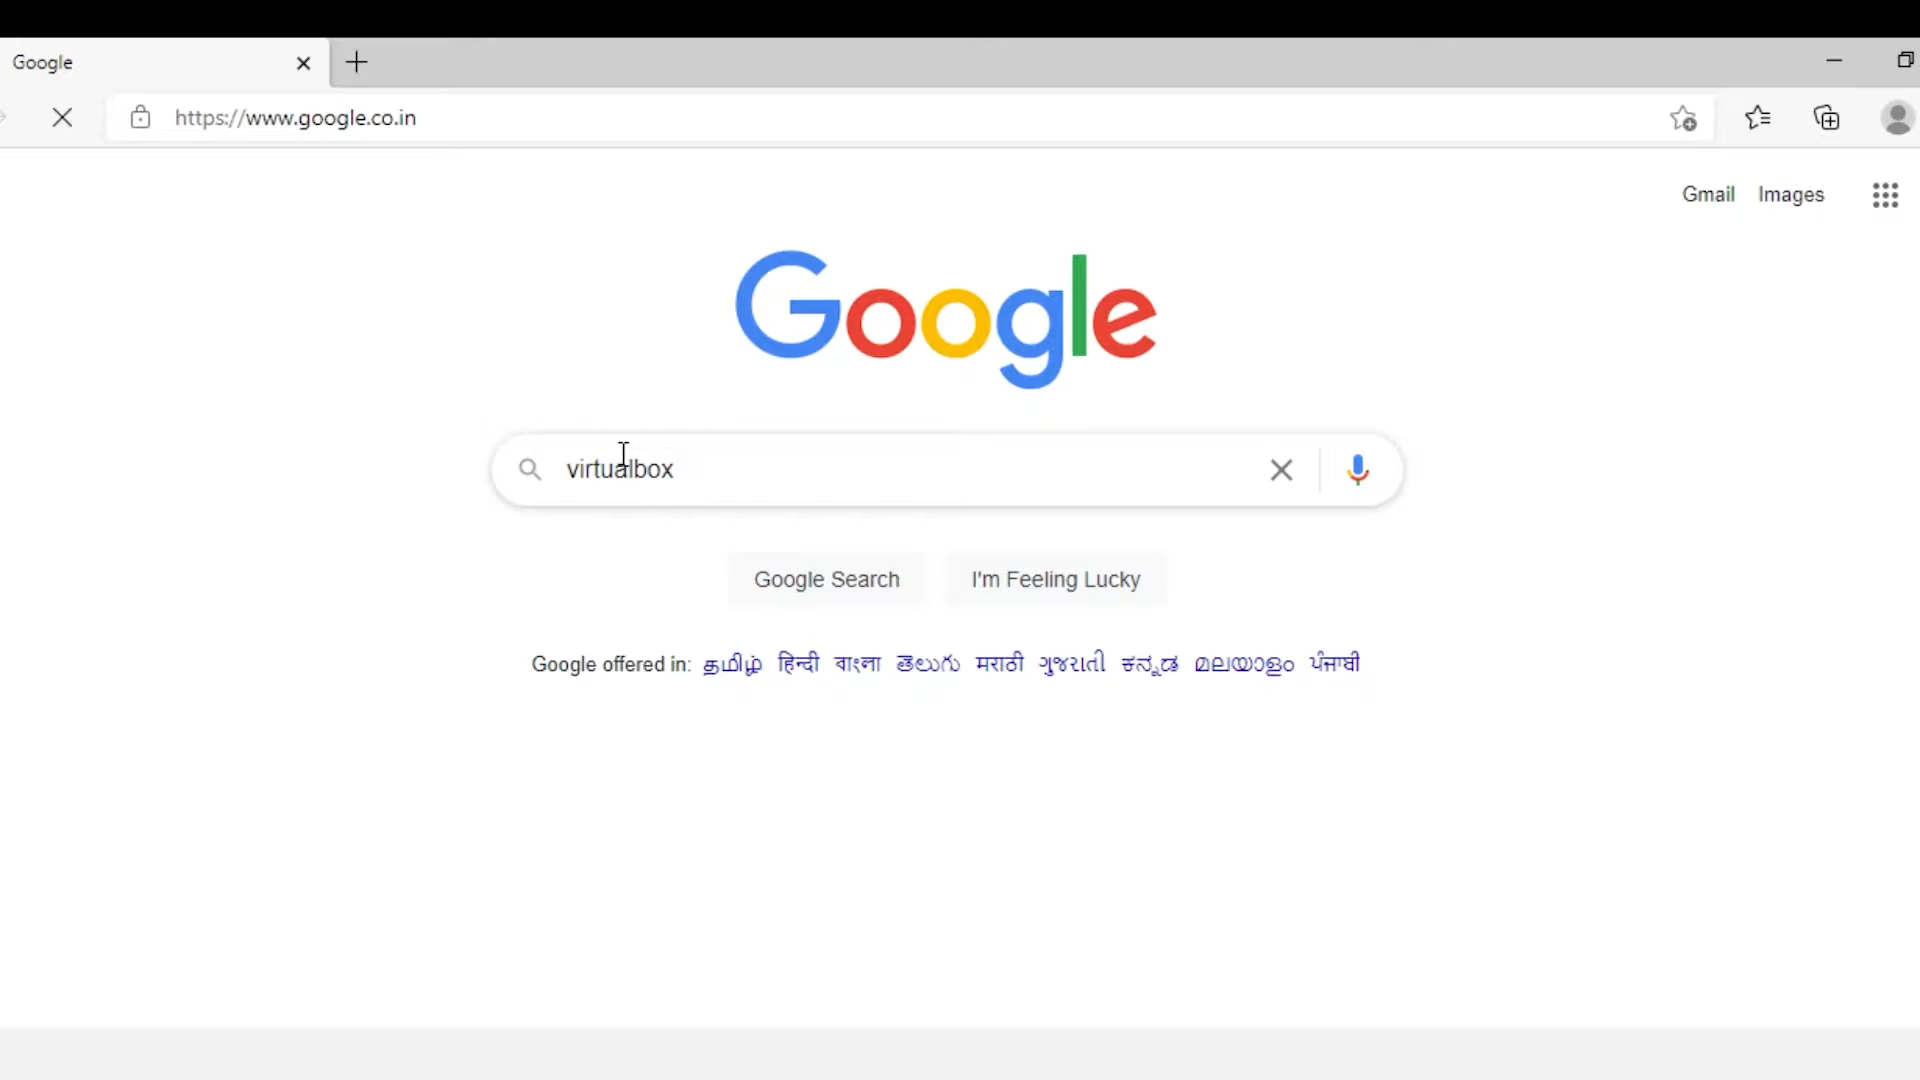 Google
https://www.google.co.in
Gmail Images
Google
virtualbox
Google Search I'm Feeling Lucky
Google offered in: தமிழ் हिन्दी বাংলা తెలుగు मराठी ગુજરાતી ಕನ್ನಡ മലയാളം ਪੰਜਾਬੀ